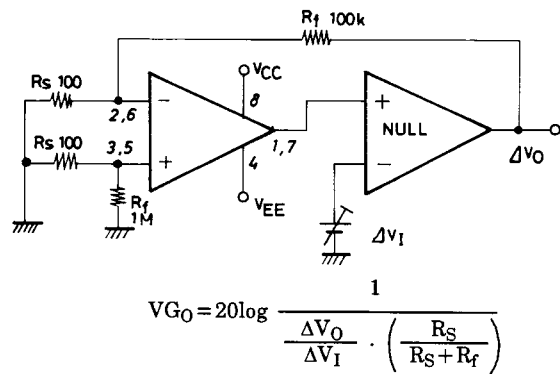 Rf 100k
Rs 100
2,6
VCC
8
Rs 100
3,5
1,7
4
NULL
ΔVO
Rf
1M
VEE
ΔVI
VGO=20log 1 / (ΔVO/ΔVI · (RS/(RS+Rf)))